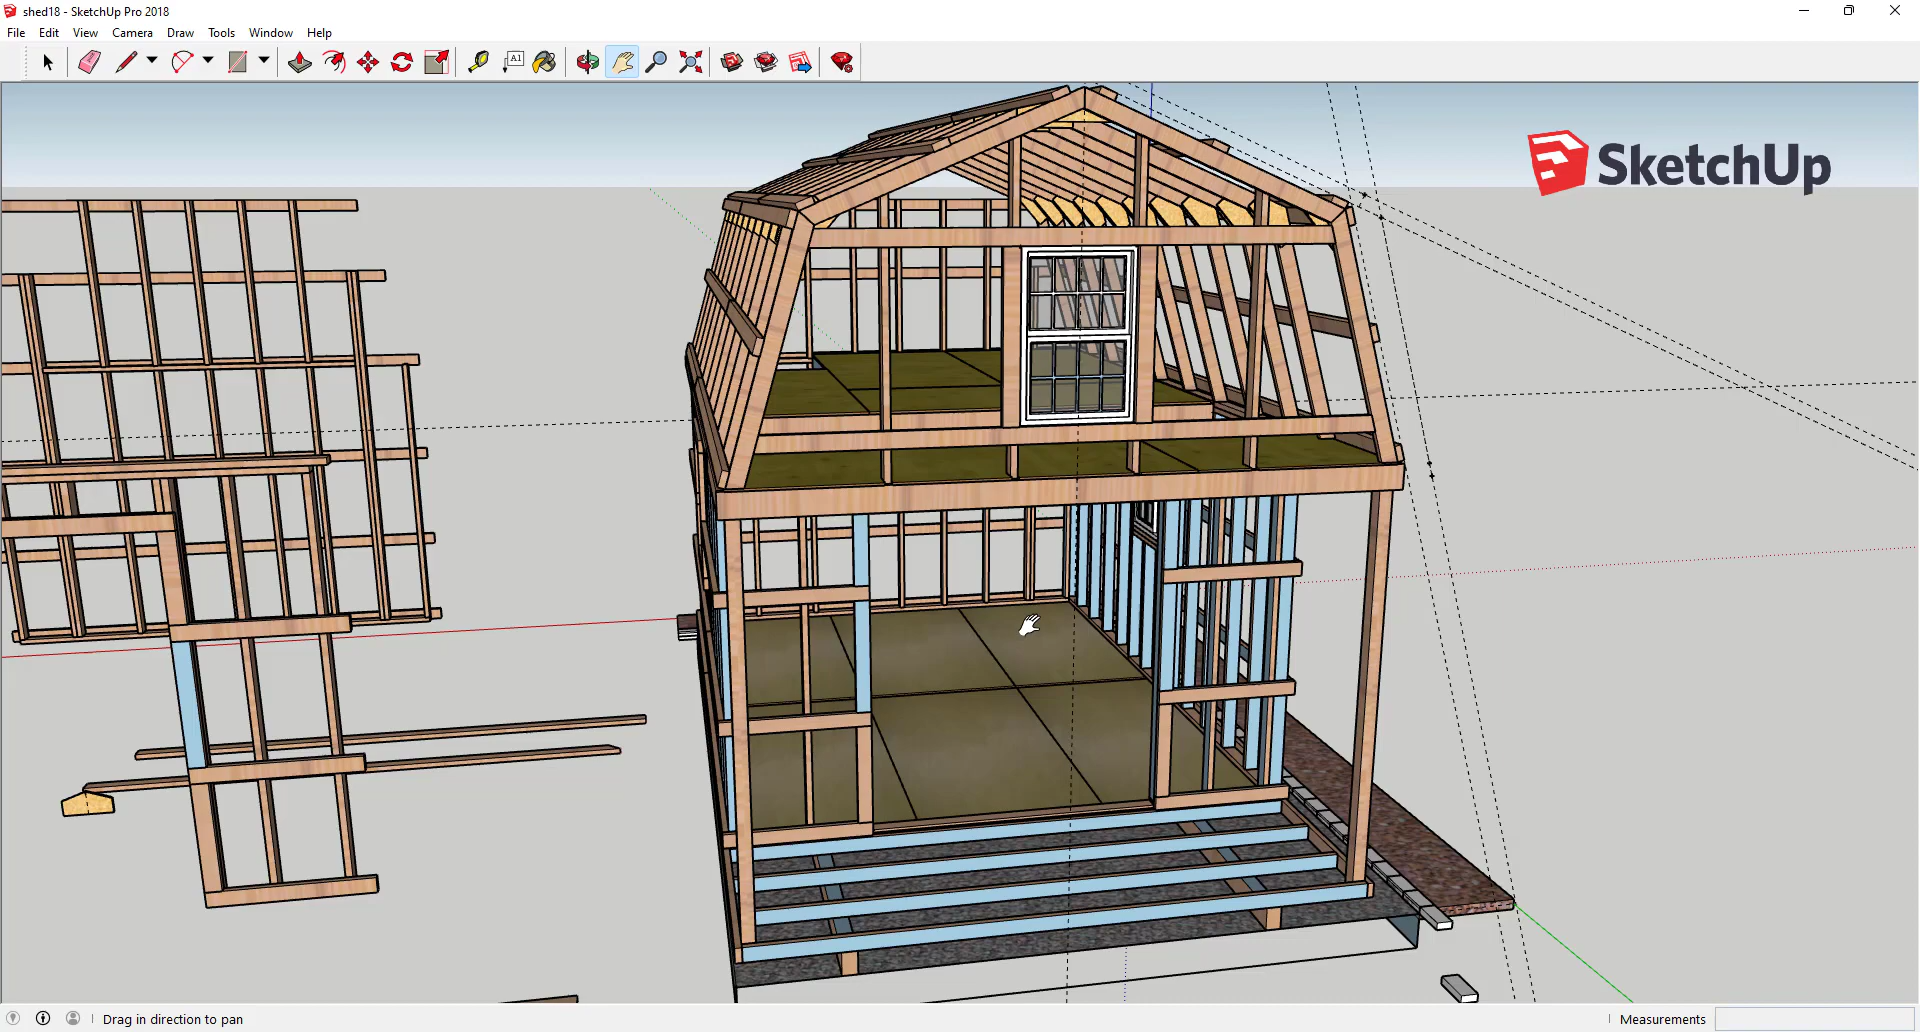 shed18 - SketchUp Pro 2018
File Edit View Camera Draw Tools Window Help
A1
SketchUp
Drag in direction to pan
Measurements